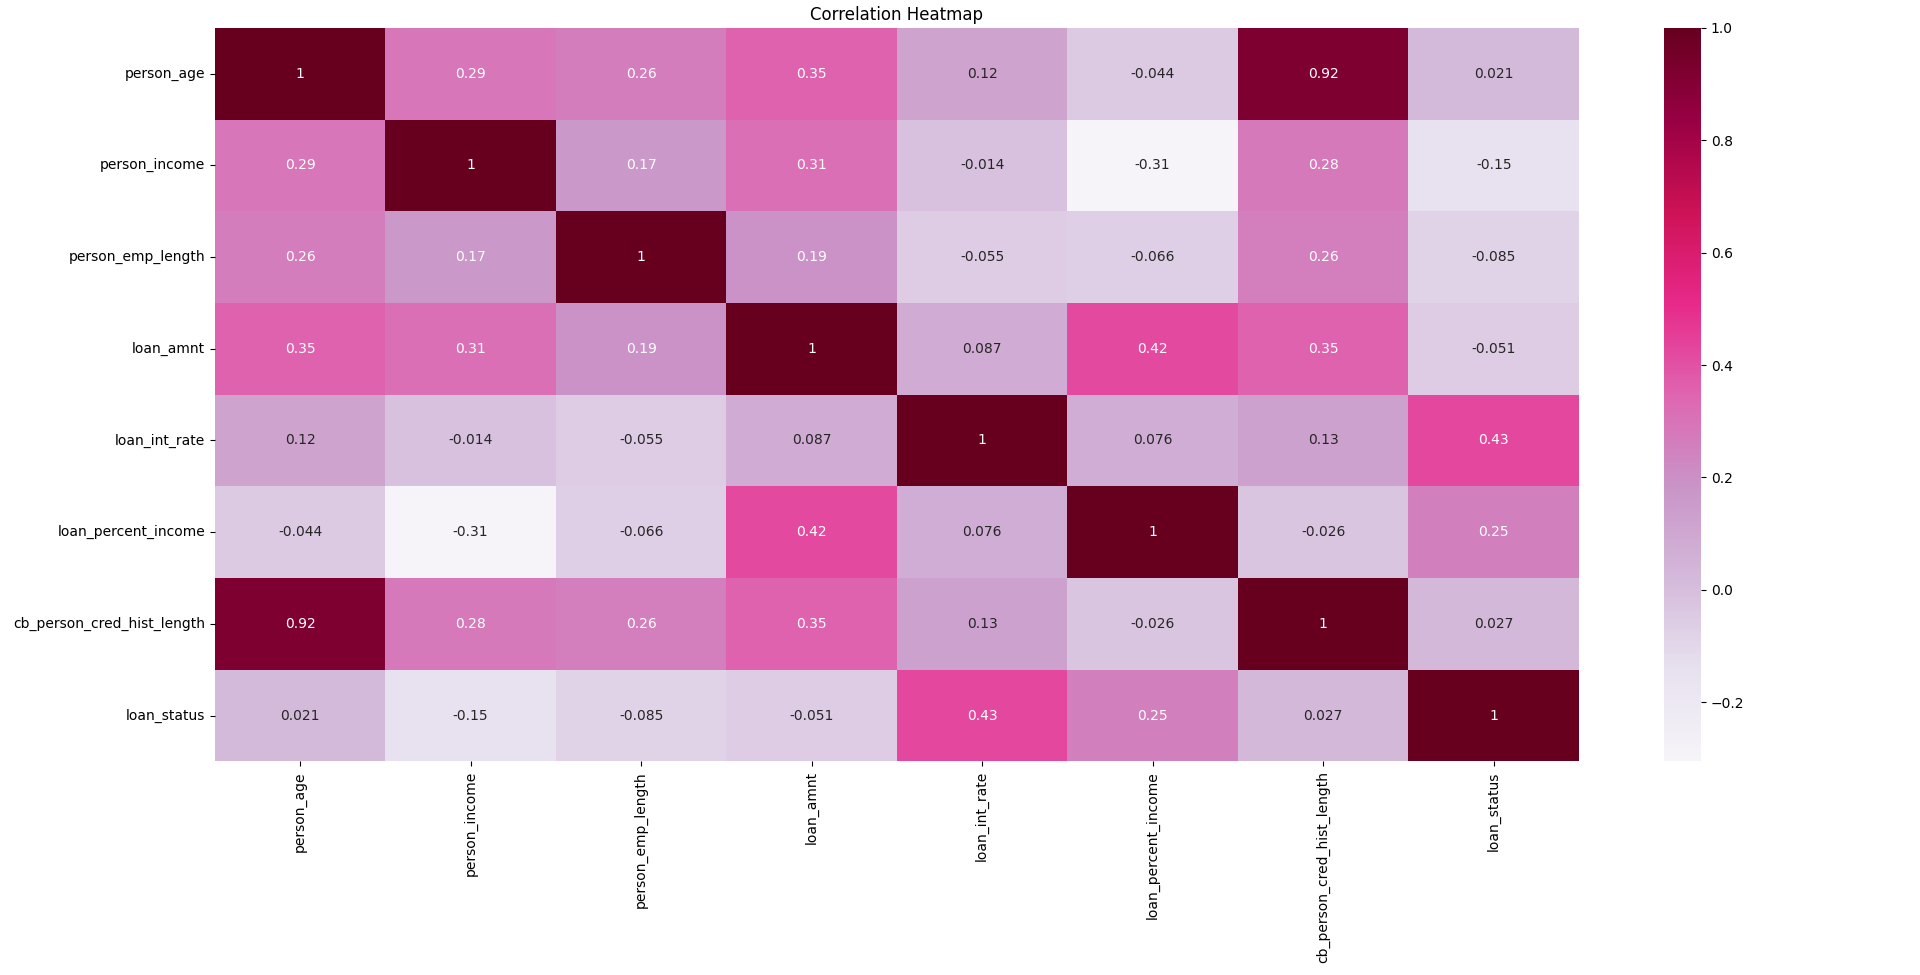 Correlation Heatmap
person_age 1 0.29 0.26 0.35 0.12 -0.044 0.92 0.021
person_income 0.29 1 0.17 0.31 -0.014 -0.31 0.28 -0.15
person_emp_length 0.26 0.17 1 0.19 -0.055 -0.066 0.26 -0.085
loan_amnt 0.35 0.31 0.19 1 0.087 0.42 0.35 -0.051
loan_int_rate 0.12 -0.014 -0.055 0.087 1 0.076 0.13 0.43
loan_percent_income -0.044 -0.31 -0.066 0.42 0.076 1 -0.026 0.25
cb_person_cred_hist_length 0.92 0.28 0.26 0.35 0.13 -0.026 1 0.027
loan_status 0.021 -0.15 -0.085 -0.051 0.43 0.25 0.027 1
person_age
person_income
person_emp_length
loan_amnt
loan_int_rate
loan_percent_income
cb_person_cred_hist_length
loan_status
1.0
0.8
0.6
0.4
0.2
0.0
−0.2